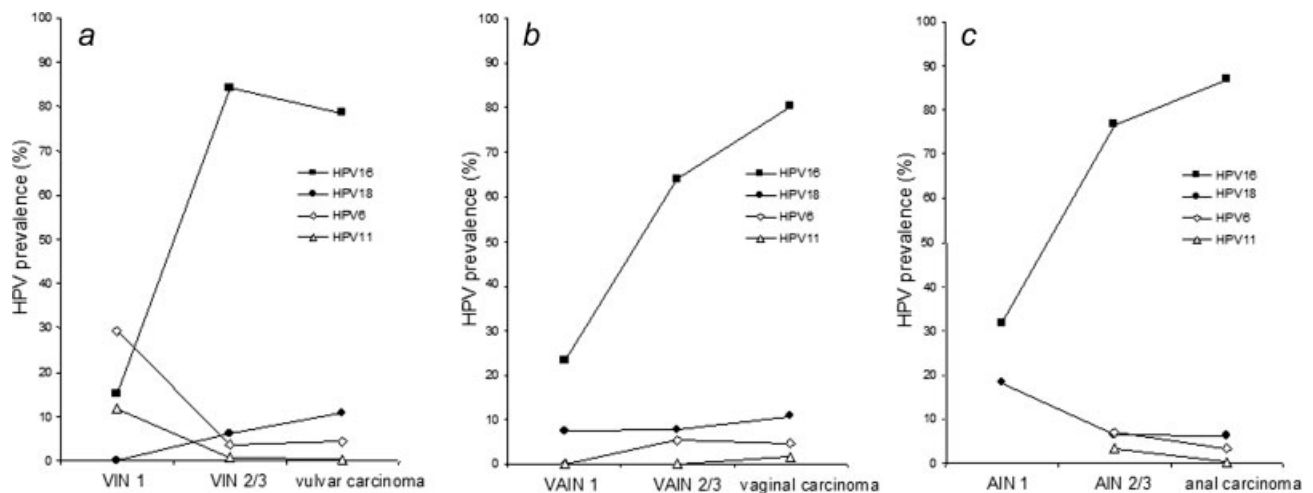 a
HPV prevalence (%)
100
90
80
70
60
50
40
30
20
10
0
HPV16
HPV18
HPV6
HPV11
VIN 1
VIN 2/3
vulvar carcinoma
b
HPV prevalence (%)
100
90
80
70
60
50
40
30
20
10
0
HPV16
HPV18
HPV6
HPV11
VAIN 1
VAIN 2/3
vaginal carcinoma
c
HPV prevalence (%)
100
90
80
70
60
50
40
30
20
10
0
HPV16
HPV18
HPV6
HPV11
AIN 1
AIN 2/3
anal carcinoma